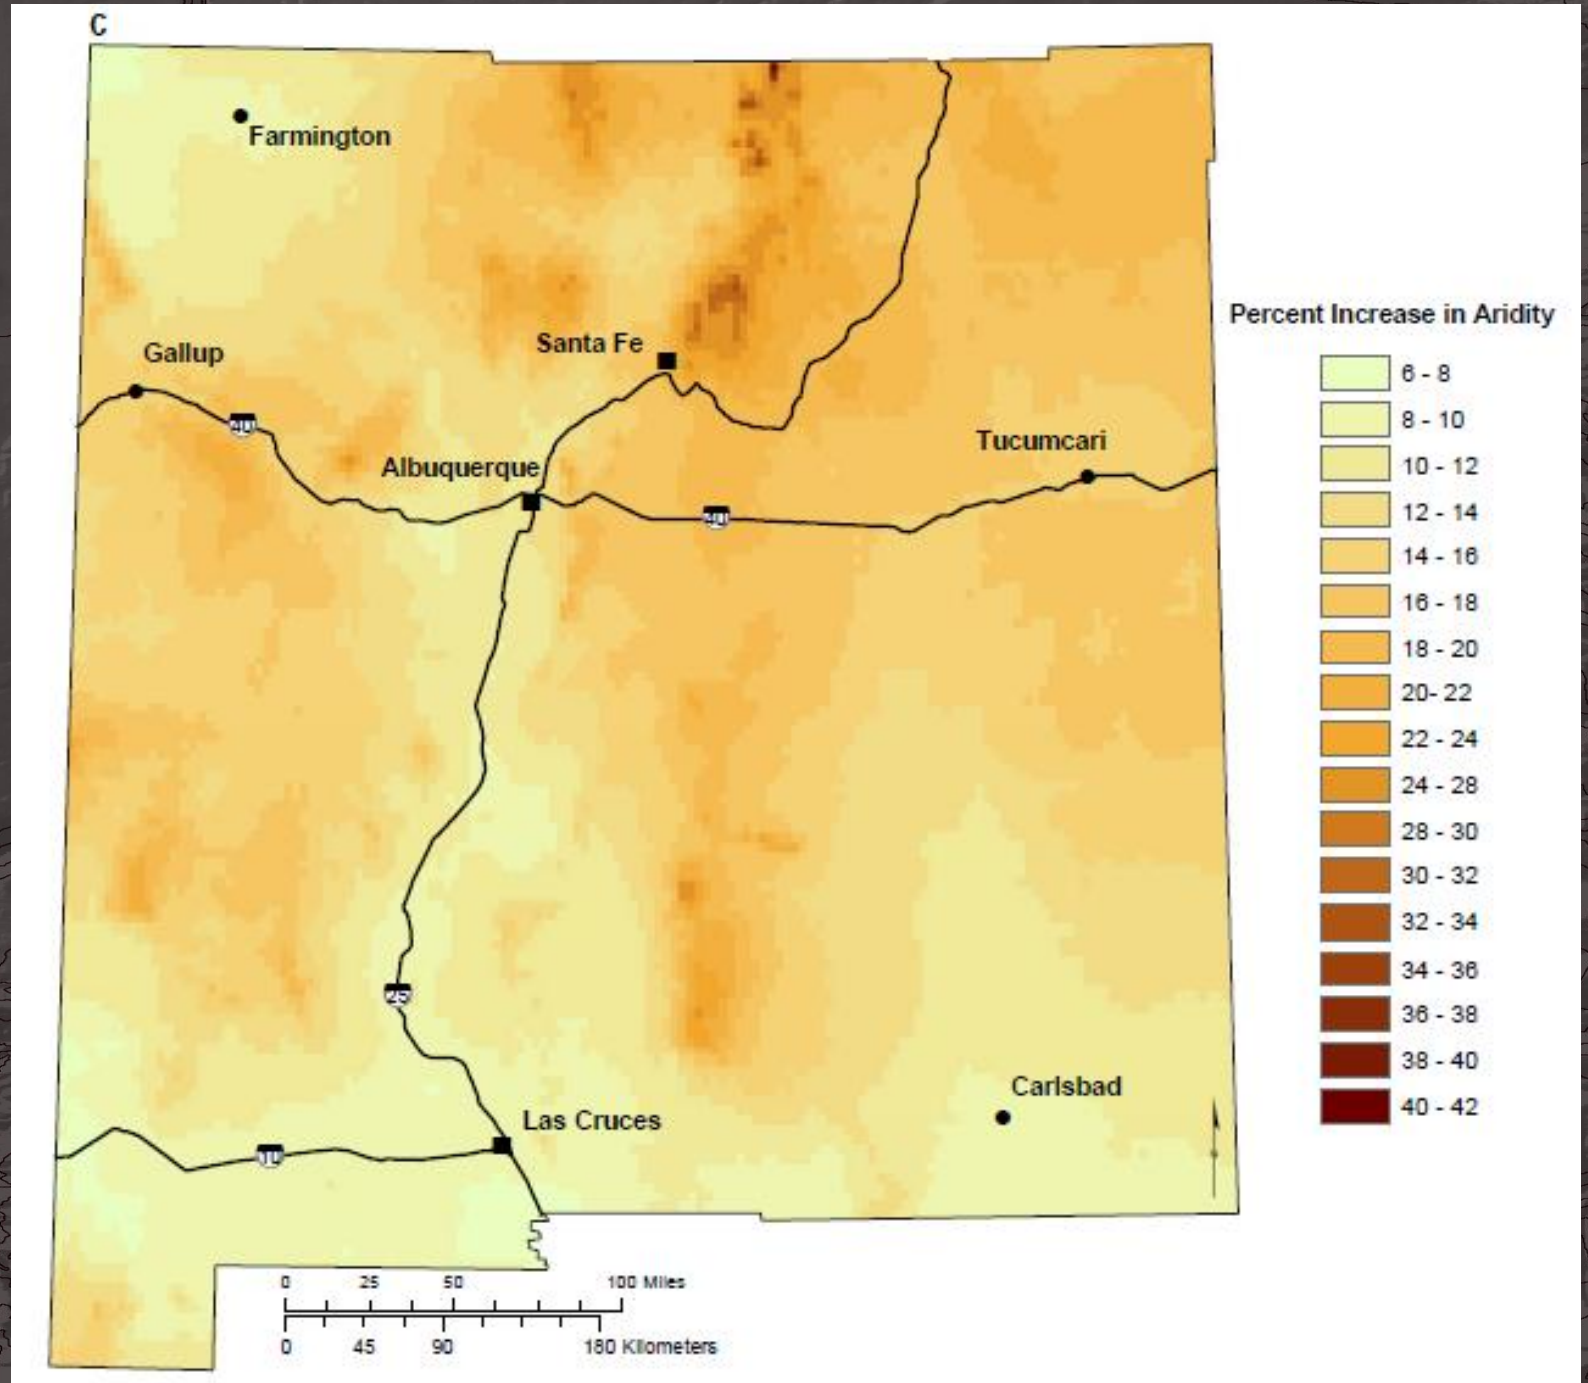 C
Farmington
Gallup
Santa Fe
40
Albuquerque
Tucumcari
40
25
Carlsbad
Las Cruces
10
0 25 50 100 Miles
0 45 90 180 Kilometers
Percent Increase in Aridity
6 - 8
8 - 10
10 - 12
12 - 14
14 - 16
16 - 18
18 - 20
20- 22
22 - 24
24 - 28
28 - 30
30 - 32
32 - 34
34 - 36
36 - 38
38 - 40
40 - 42